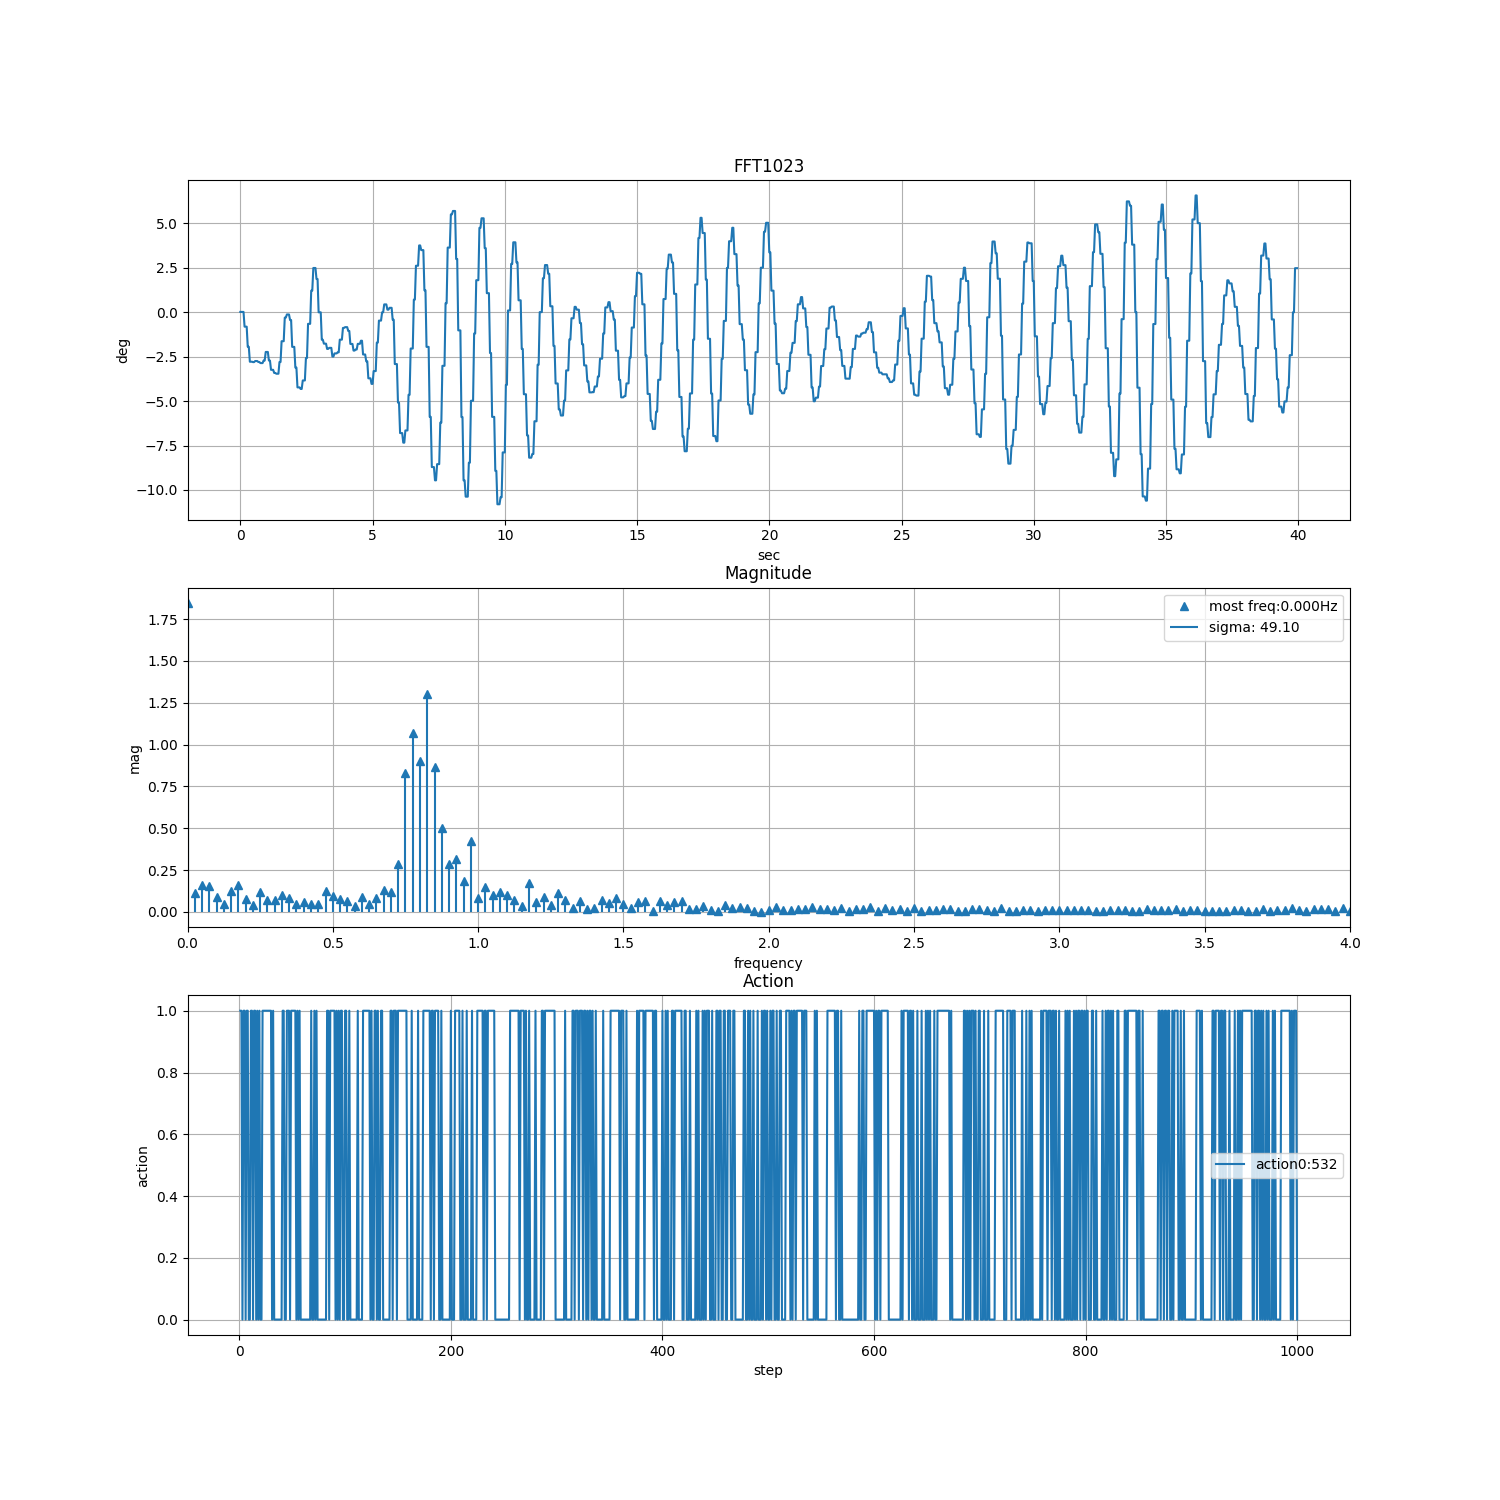 FFT1023
5.0
2.5
0.0
−2.5
−5.0
−7.5
−10.0
deg
0 5 10 15 20 25 30 35 40
sec
Magnitude
1.75
1.50
1.25
1.00
0.75
0.50
0.25
0.00
mag
most freq:0.000Hz
sigma: 49.10
0.0 0.5 1.0 1.5 2.0 2.5 3.0 3.5 4.0
frequency
Action
1.0
0.8
0.6
0.4
0.2
0.0
action
action0:532
0 200 400 600 800 1000
step